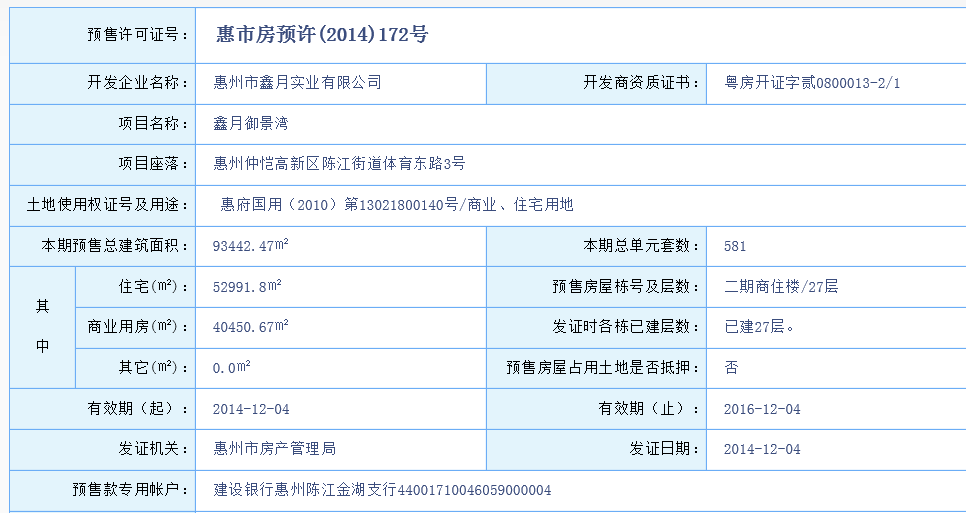 预售许可证号: 惠市房预许(2014)172号
开发企业名称: 惠州市鑫月实业有限公司 开发商资质证书: 粤房开证字贰0800013-2/1
项目名称: 鑫月御景湾
项目座落: 惠州仲恺高新区陈江街道体育东路3号
土地使用权证号及用途: 惠府国用（2010）第13021800140号/商业、住宅用地
本期预售总建筑面积: 93442.47㎡ 本期总单元套数: 581
其中
住宅(㎡): 52991.8㎡ 预售房屋栋号及层数: 二期商住楼/27层
商业用房(㎡): 40450.67㎡ 发证时各栋已建层数: 已建27层。
其它(㎡): 0.0㎡ 预售房屋占用土地是否抵押: 否
有效期（起）: 2014-12-04 有效期（止）: 2016-12-04
发证机关: 惠州市房产管理局 发证日期: 2014-12-04
预售款专用帐户: 建设银行惠州陈江金湖支行44001710046059000004